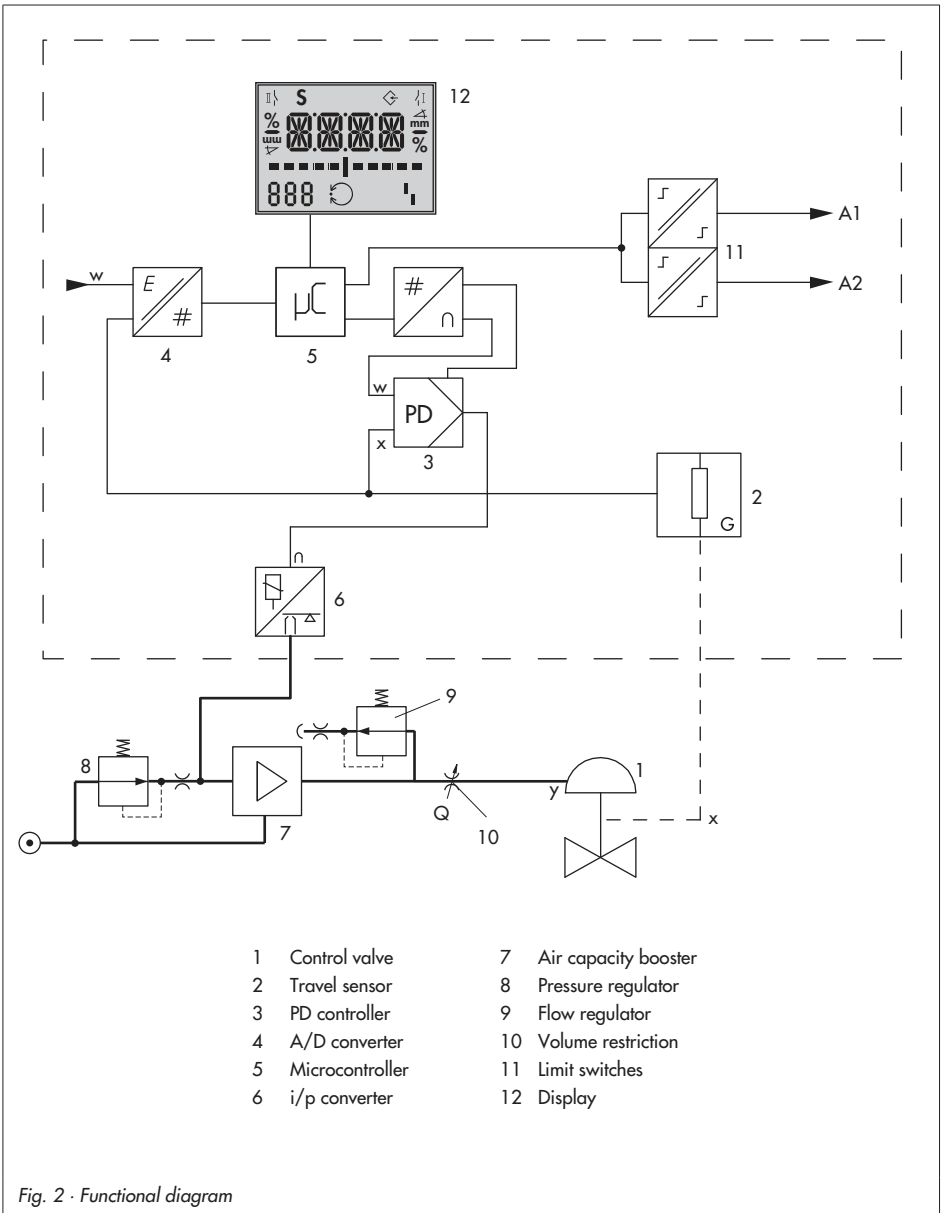 S
12
%
mm
mm
%
888
A1
11
A2
w
E
#
4
µC
5
#
∩
w
PD
x
3
2
G
∩
6
9
8
1
y
Q
7
10
x
1 Control valve
2 Travel sensor
3 PD controller
4 A/D converter
5 Microcontroller
6 i/p converter
7 Air capacity booster
8 Pressure regulator
9 Flow regulator
10 Volume restriction
11 Limit switches
12 Display
Fig. 2 · Functional diagram